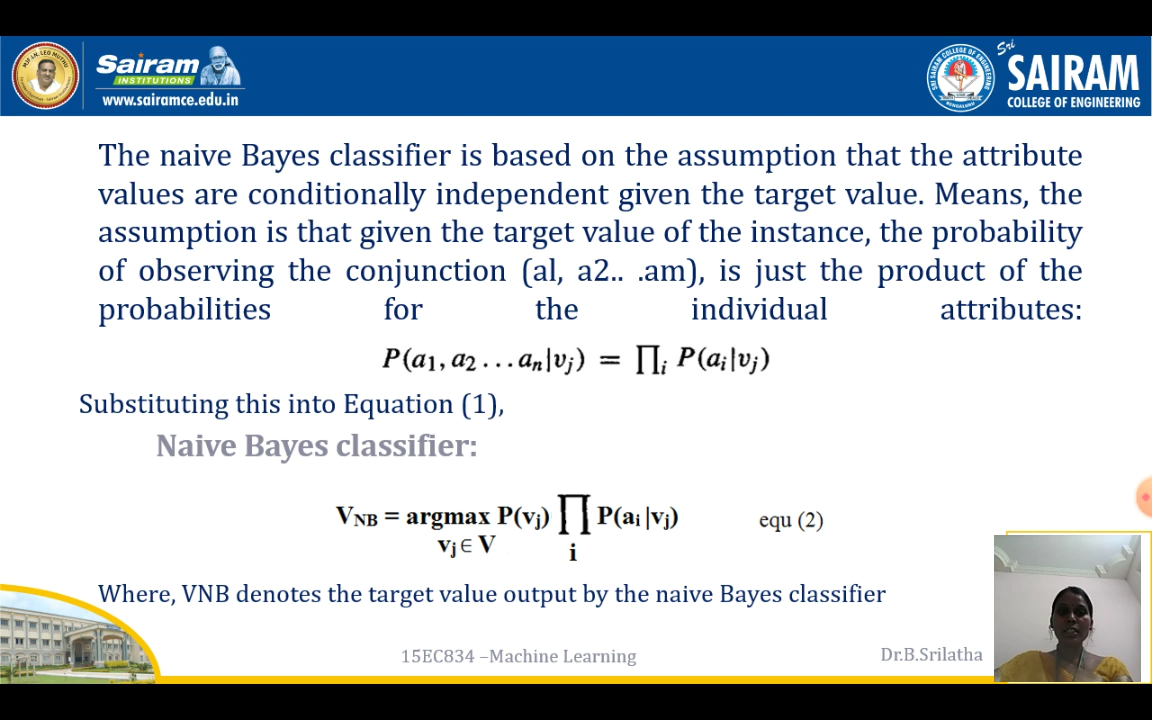 Sairam
INSTITUTIONS
www.sairamce.edu.in
Sri
SAIRAM
COLLEGE OF ENGINEERING
The naive Bayes classifier is based on the assumption that the attribute
values are conditionally independent given the target value. Means, the
assumption is that given the target value of the instance, the probability
of observing the conjunction (al, a2.. .am), is just the product of the
probabilities for the individual attributes:
P(a₁, a₂ . . . aₙ|vⱼ) = ∏ᵢ P(aᵢ|vⱼ)
Substituting this into Equation (1),
Naive Bayes classifier:
V_NB = argmax P(vⱼ) ∏ P(aᵢ |vⱼ) equ (2)
vⱼ ∈ V i
Where, VNB denotes the target value output by the naive Bayes classifier
15EC834 –Machine Learning
Dr.B.Srilatha